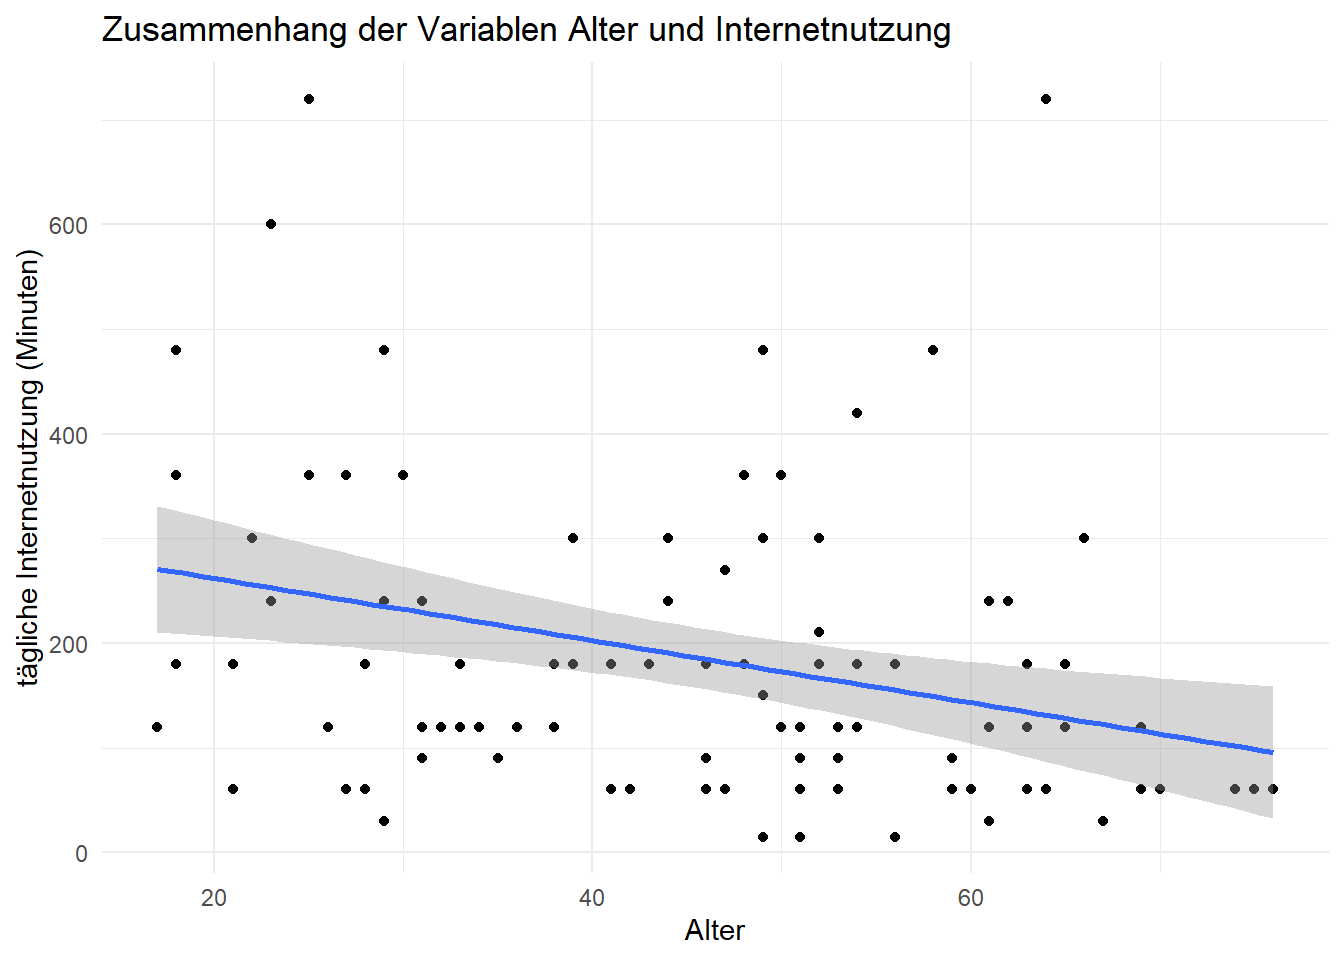 Zusammenhang der Variablen Alter und Internetnutzung
tägliche Internetnutzung (Minuten)
600
400
200
0
20 40 60
Alter